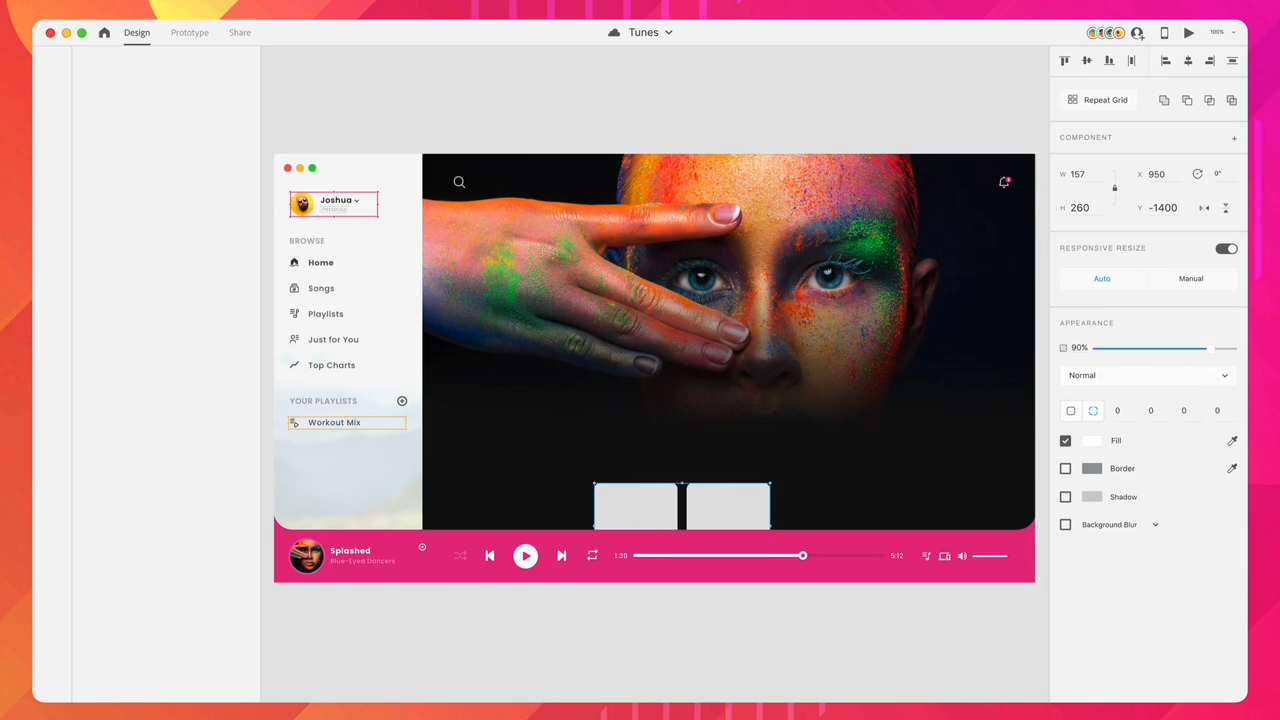 Design Prototype Share
Tunes
100%
Repeat Grid
COMPONENT
W 157 X 950 0°
H 260 Y -1400
RESPONSIVE RESIZE
Auto Manual
APPEARANCE
90%
Normal
0 0 0 0
Fill
Border
Shadow
Background Blur
Joshua
PREMIUM
BROWSE
Home
Songs
Playlists
Just for You
Top Charts
YOUR PLAYLISTS
Workout Mix
Splashed
Blue-Eyed Dancers
1:39 5:12